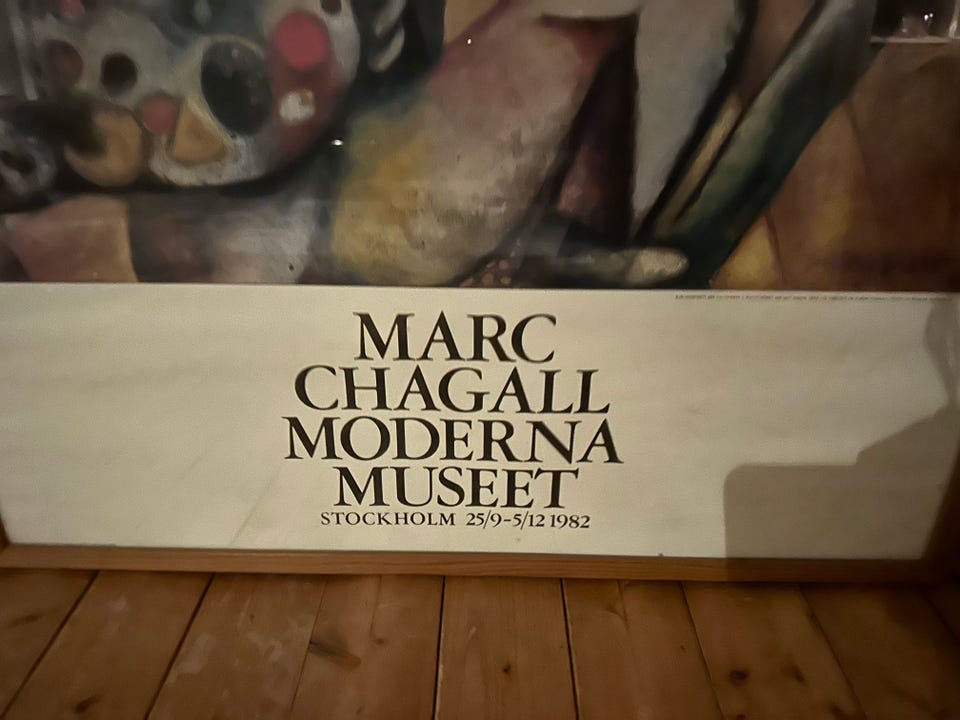 MARC
CHAGALL
MODERNA
MUSEET
STOCKHOLM 25/9-5/12 1982